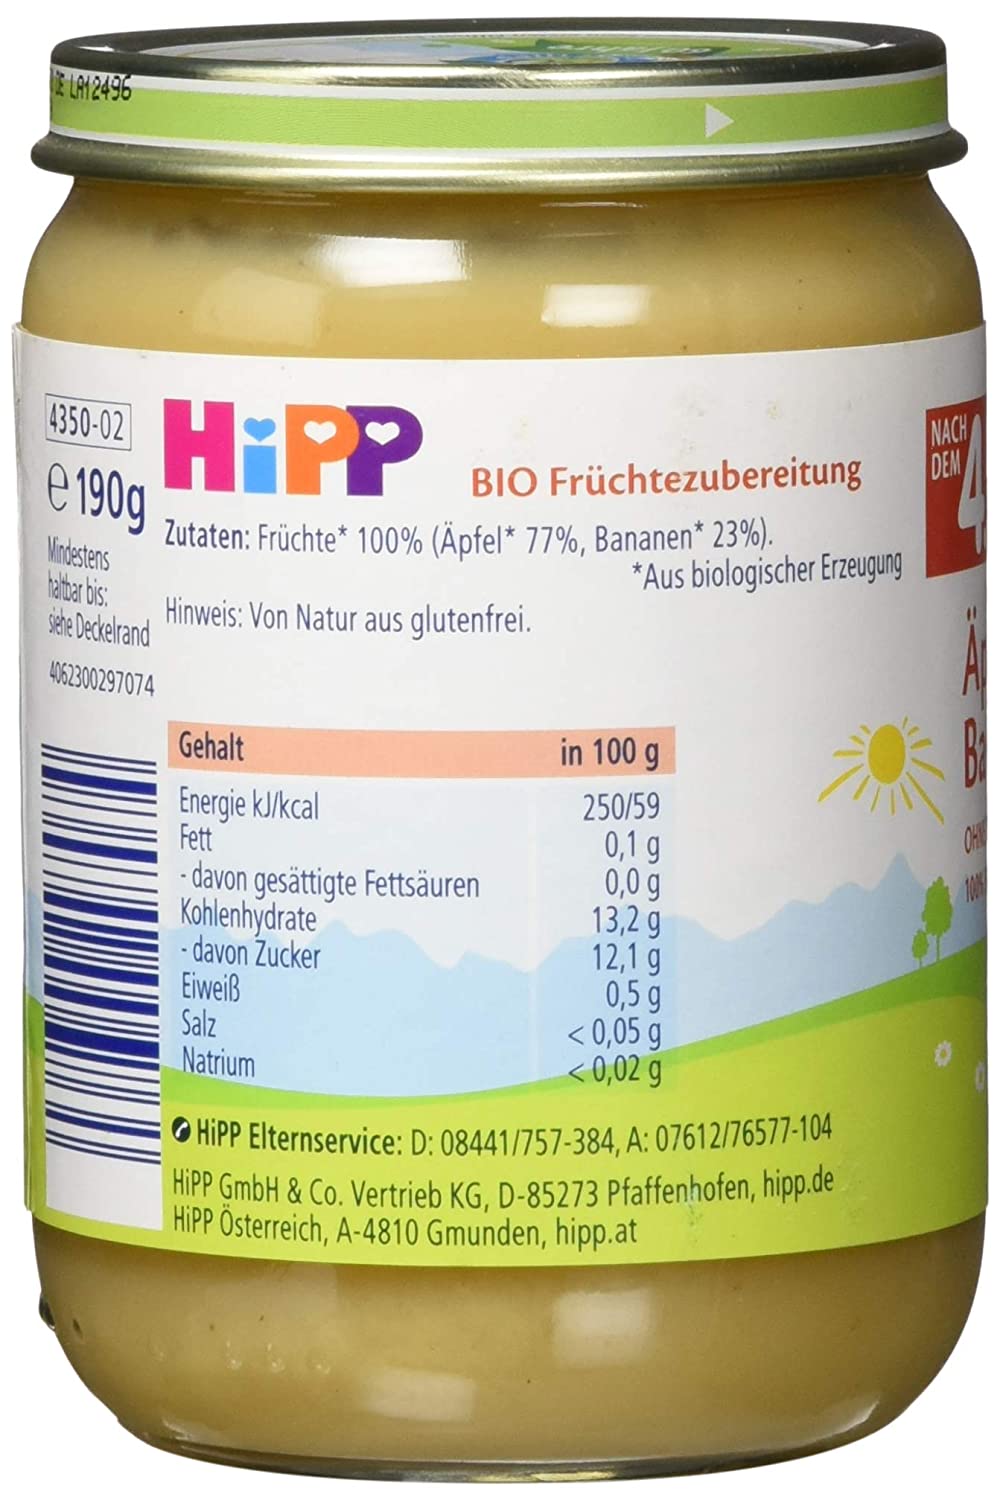 DE LA12496
4350-02
HiPP
e 190g
BIO Früchtezubereitung
Zutaten: Früchte* 100% (Äpfel* 77%, Bananen* 23%).
*Aus biologischer Erzeugung
Hinweis: Von Natur aus glutenfrei.
Mindestens
haltbar bis:
siehe Deckelrand
4062300297074
NACH
DEM
4
Gehalt in 100 g
Energie kJ/kcal 250/59
Fett 0,1 g
- davon gesättigte Fettsäuren 0,0 g
Kohlenhydrate 13,2 g
- davon Zucker 12,1 g
Eiweiß 0,5 g
Salz < 0,05 g
Natrium < 0,02 g
HiPP Elternservice: D: 08441/757-384, A: 07612/76577-104
HiPP GmbH & Co. Vertrieb KG, D-85273 Pfaffenhofen, hipp.de
HiPP Österreich, A-4810 Gmunden, hipp.at
100%